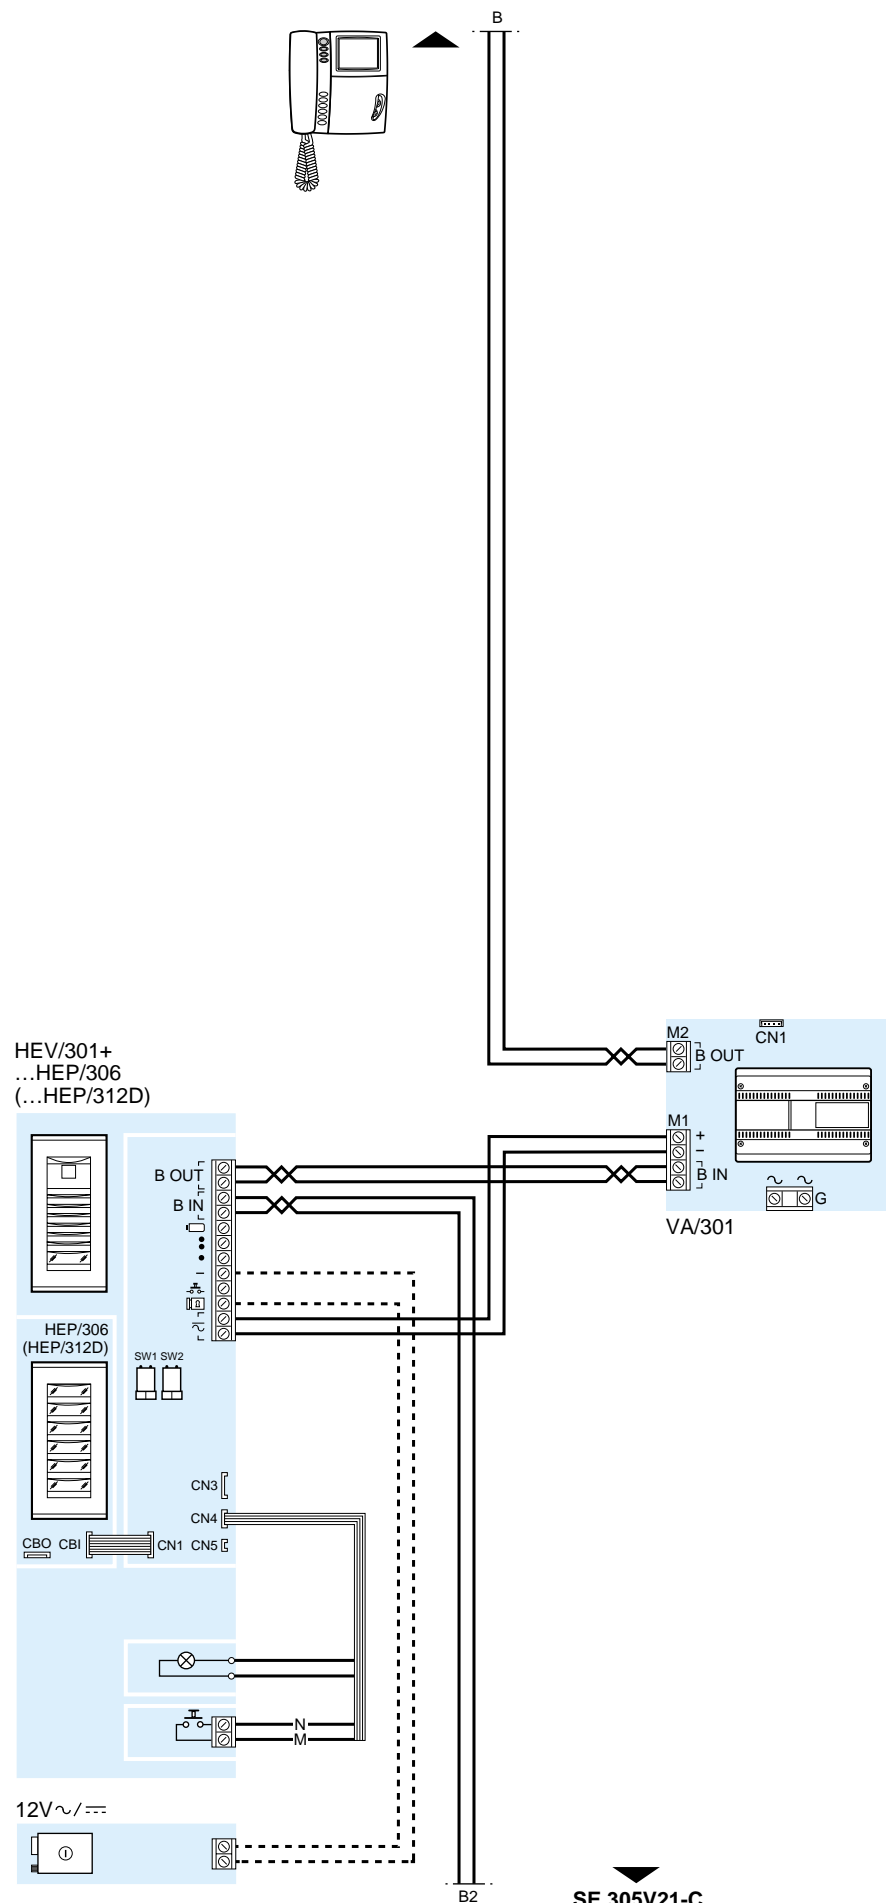 B
M2
CN1
B OUT
HEV/301+
…HEP/306
(…HEP/312D)
M1
+
−
B IN
G
VA/301
B OUT
B IN
−
HEP/306
(HEP/312D)
SW1 SW2
CN3
CN4
CBO CBI CN1 CN5
N
M
12V~/⎓
B2
SE 305V21-C